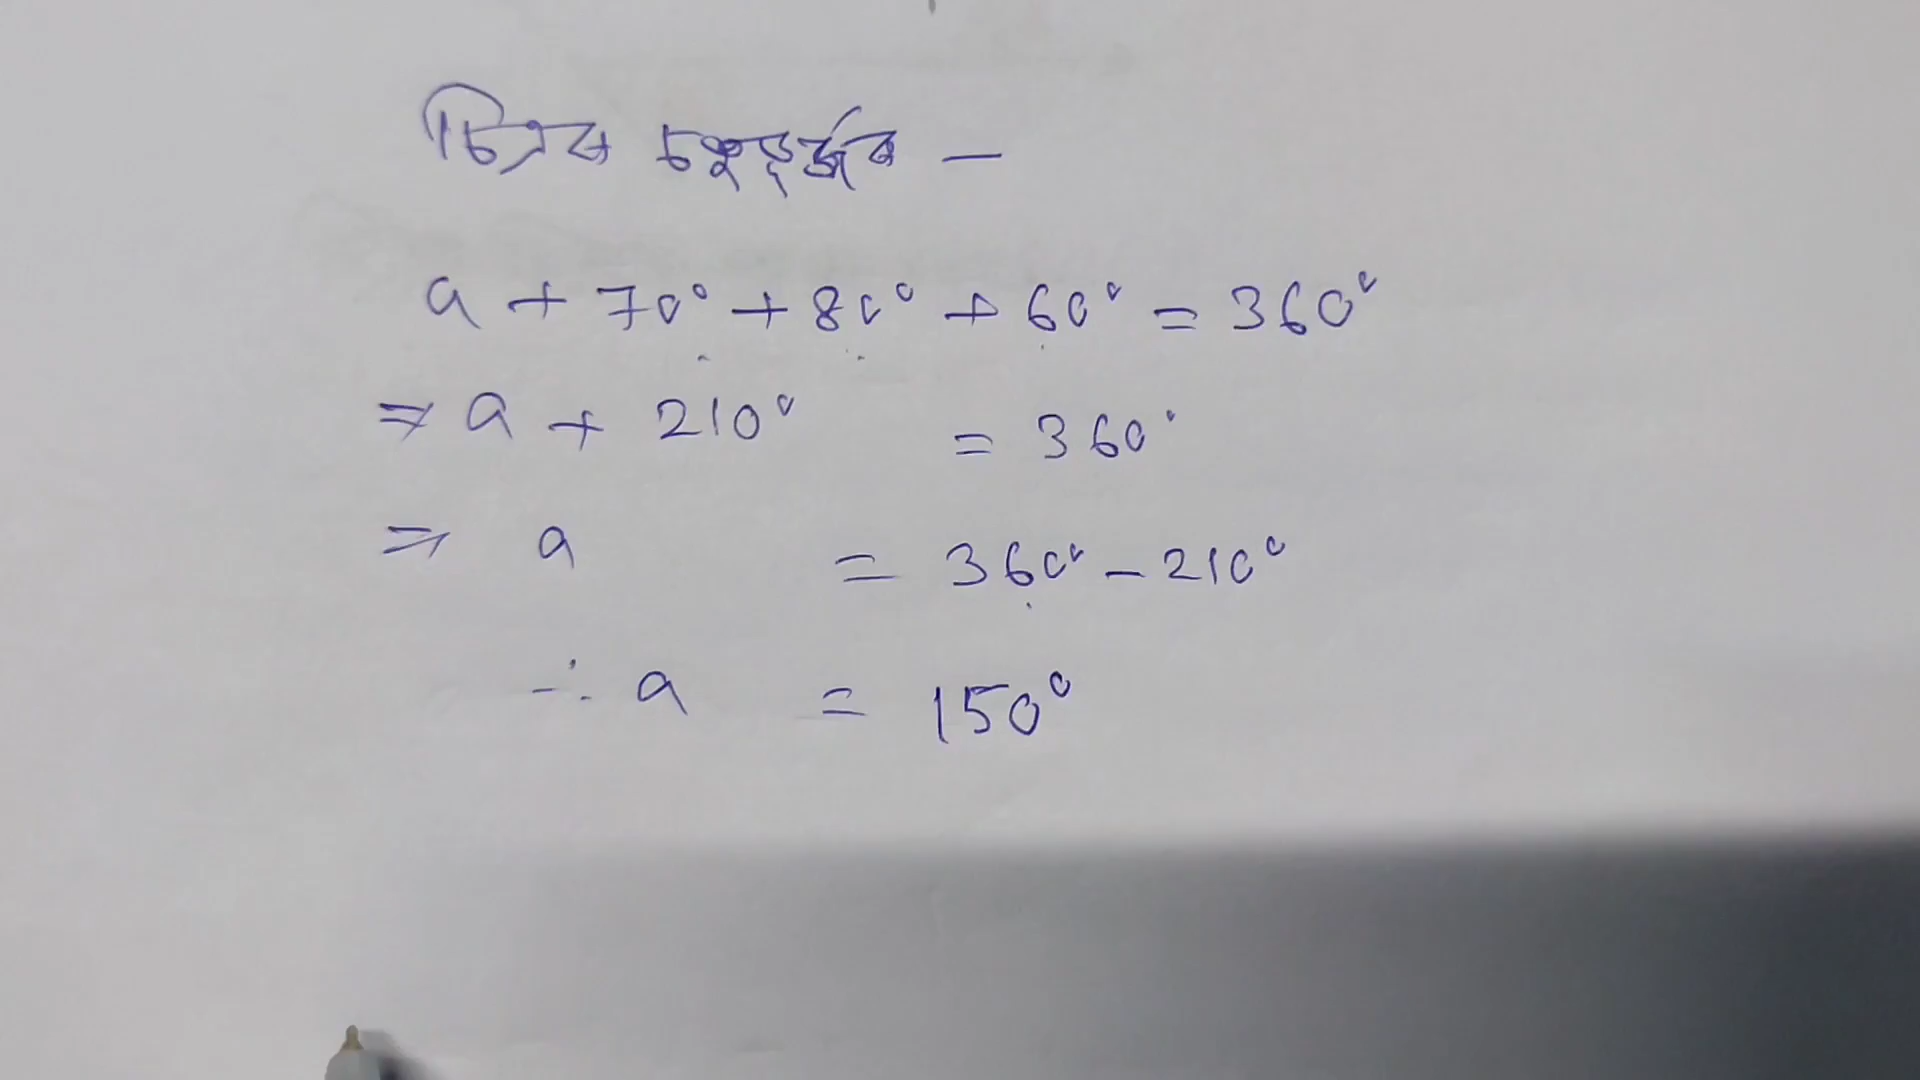 চিত্রের চতুর্ভুজে —
a + 70° + 80° + 60° = 360°
⇒ a + 210° = 360°
⇒ a = 360° - 210°
∴ a = 150°